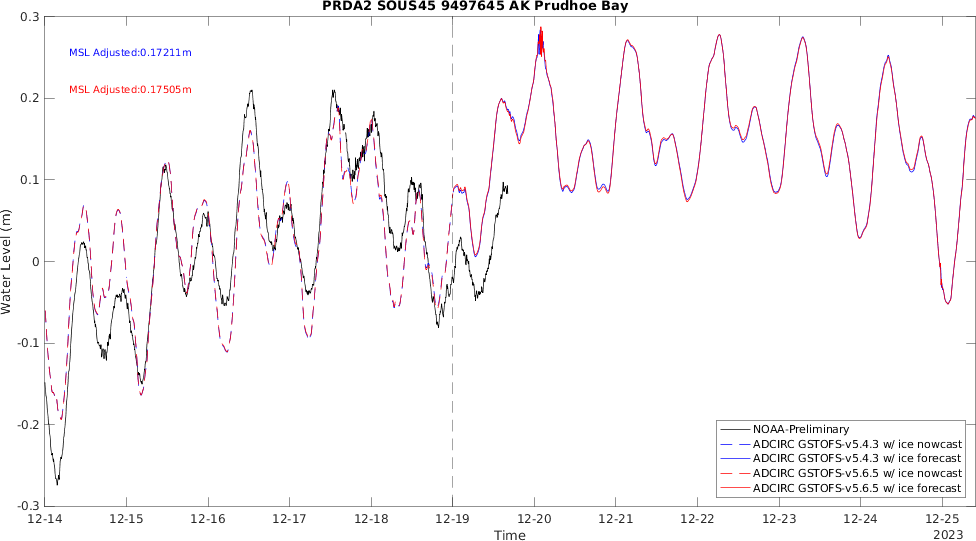 PRDA2 SOUS45 9497645 AK Prudhoe Bay
0.3
MSL Adjusted:0.17211m
MSL Adjusted:0.17505m
0.2
0.1
0
-0.1
-0.2
-0.3
Water Level (m)
NOAA-Preliminary
ADCIRC GSTOFS-v5.4.3 w/ ice nowcast
ADCIRC GSTOFS-v5.4.3 w/ ice forecast
ADCIRC GSTOFS-v5.6.5 w/ ice nowcast
ADCIRC GSTOFS-v5.6.5 w/ ice forecast
12-14 12-15 12-16 12-17 12-18 12-19 12-20 12-21 12-22 12-23 12-24 12-25
Time
2023